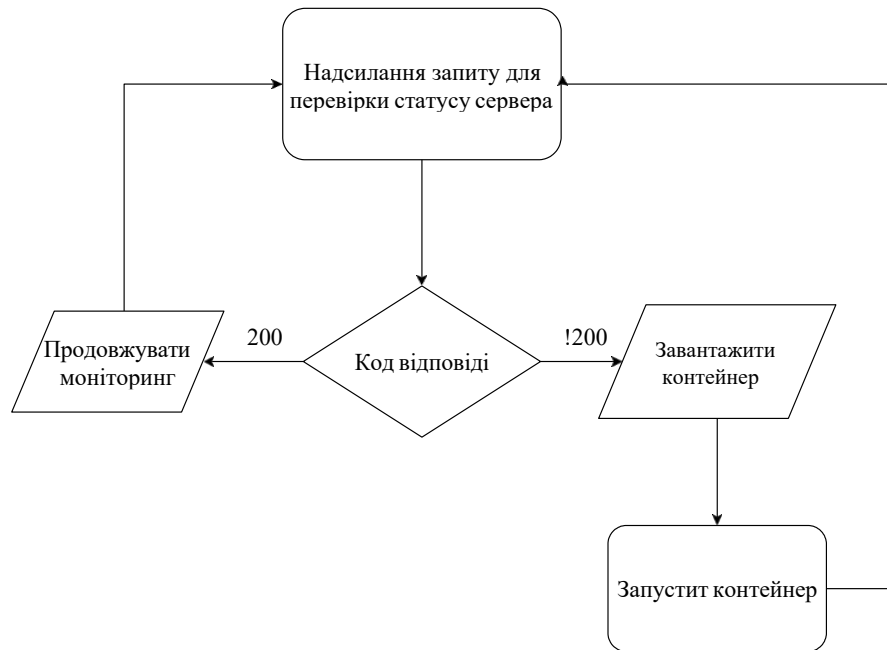 Надсилання запиту для
перевірки статусу сервера
Продовжувати
моніторинг
200
Код відповіді
!200
Завантажити
контейнер
Запустит контейнер